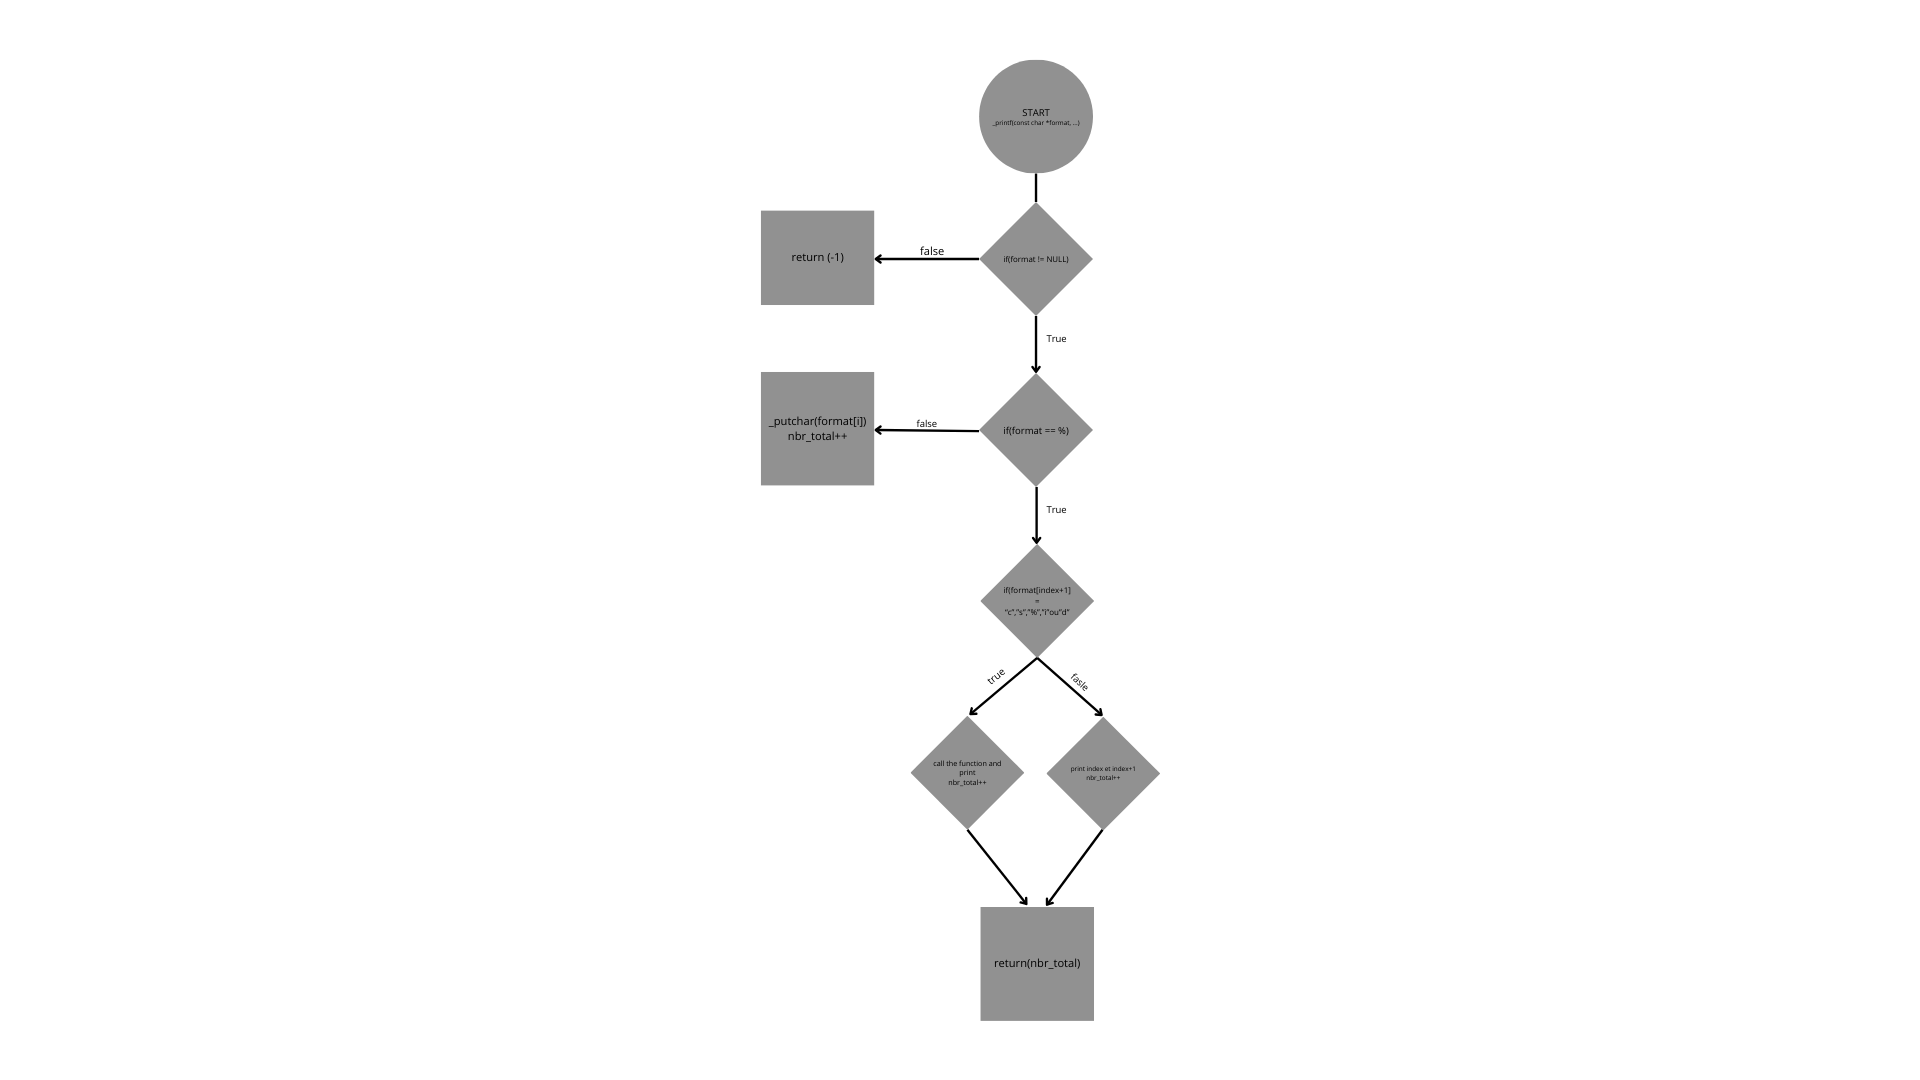 START
_printf(const char *format, ...)
if(format != NULL)
false
return (-1)
True
if(format == %)
false
_putchar(format[i])
nbr_total++
True
if(format[index+1]
=
"c","s","%","i"ou"d"
true
fasle
call the function and
print
nbr_total++
print index et index+1
nbr_total++
return(nbr_total)